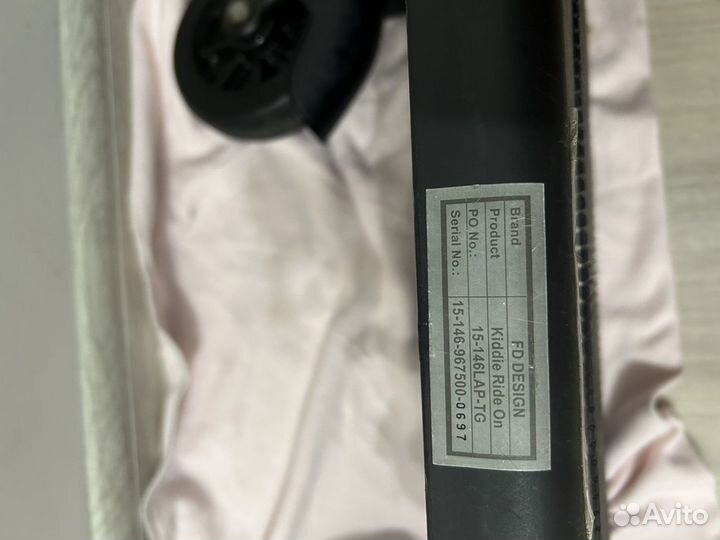 Brand FD DESIGN
Product Kiddie Ride On
PO No.: 15-146LAP-TG
Serial No.: 15-146-967500-0697
Avito